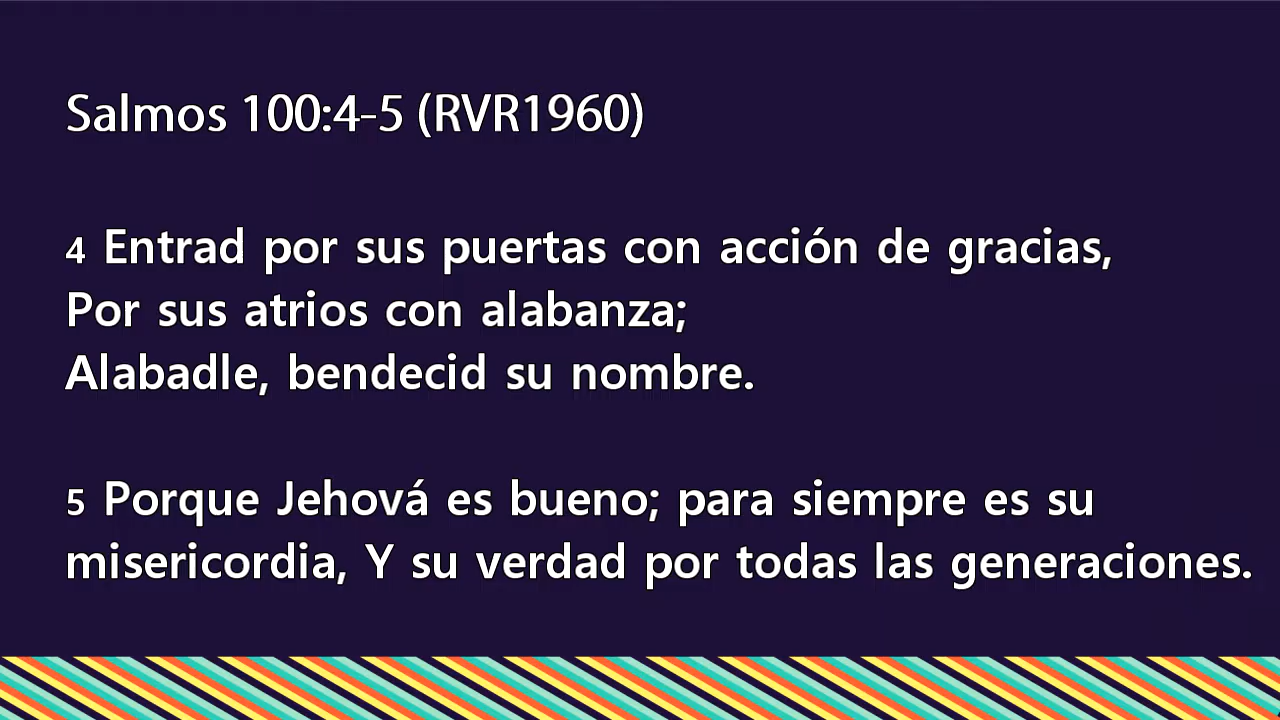 Salmos 100:4-5 (RVR1960)
4 Entrad por sus puertas con acción de gracias,
Por sus atrios con alabanza;
Alabadle, bendecid su nombre.
5 Porque Jehová es bueno; para siempre es su
misericordia, Y su verdad por todas las generaciones.